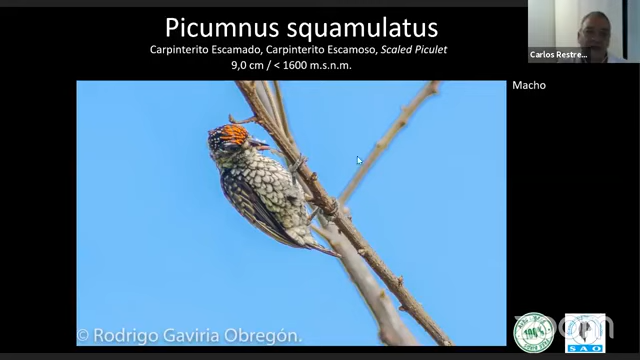 Picumnus squamulatus
Carpinterito Escamado, Carpinterito Escamoso, Scaled Piculet
9,0 cm / < 1600 m.s.n.m.
Carlos Restre...
Macho
© Rodrigo Gaviria Obregón.
zoom
SAO